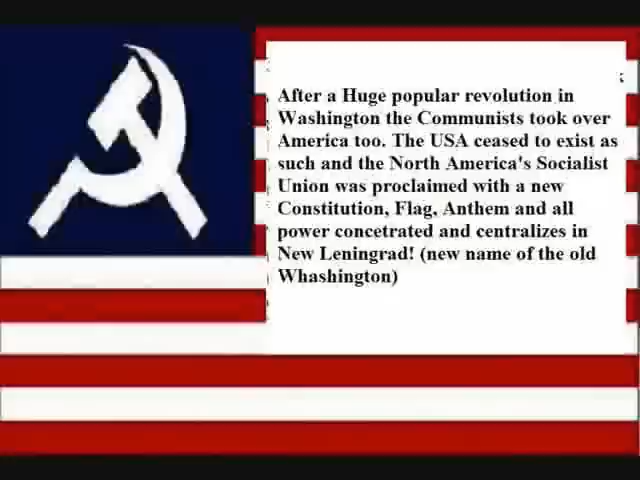 After a Huge popular revolution in
Washington the Communists took over
America too. The USA ceased to exist as
such and the North America's Socialist
Union was proclaimed with a new
Constitution, Flag, Anthem and all
power concetrated and centralizes in
New Leningrad! (new name of the old
Whashington)